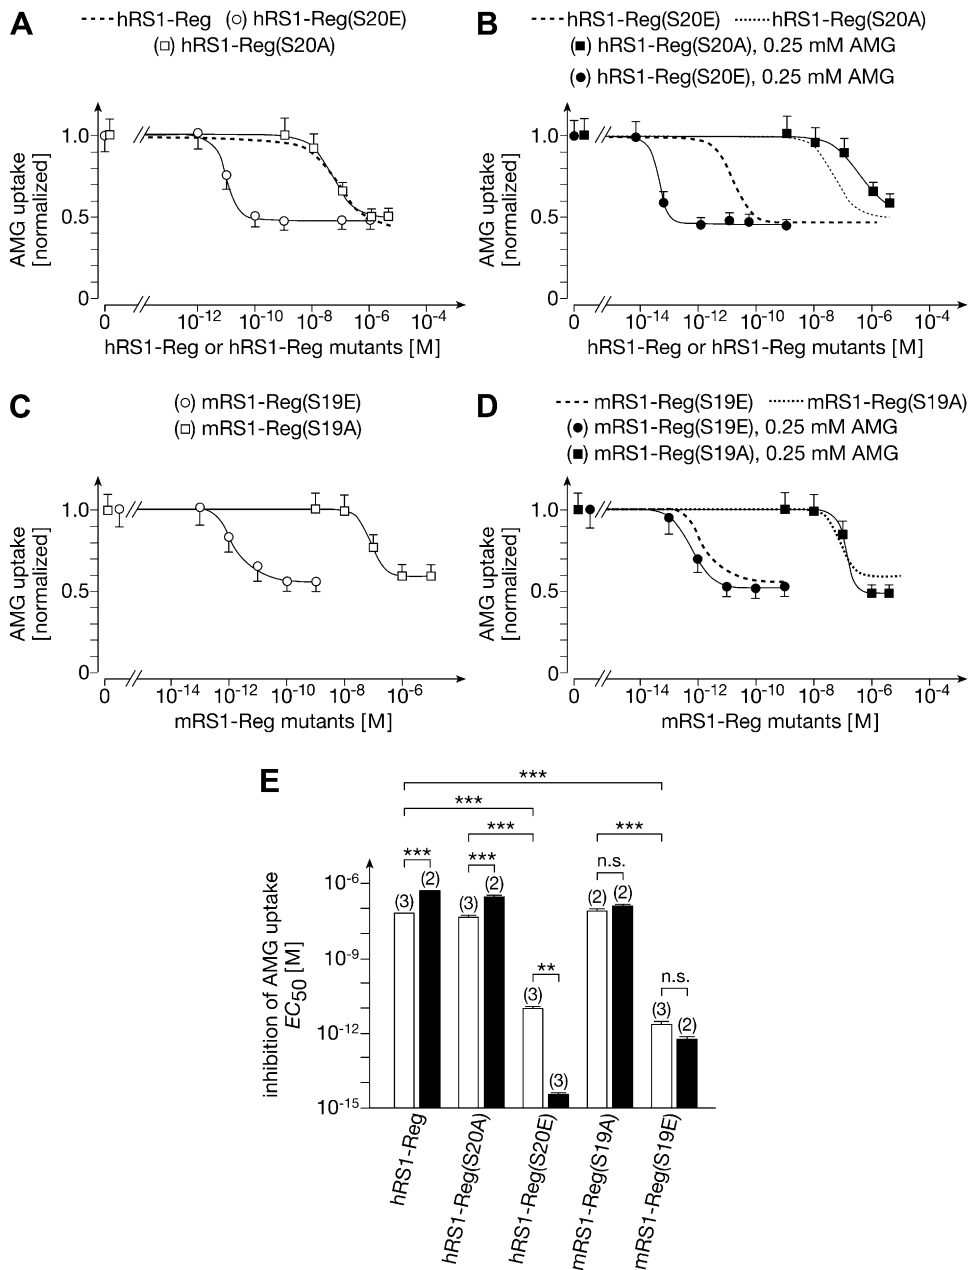 A
hRS1-Reg (○) hRS1-Reg(S20E)
(□) hRS1-Reg(S20A)
AMG uptake
[normalized]
1.0
0.5
0
0 10-12 10-10 10-8 10-6 10-4
hRS1-Reg or hRS1-Reg mutants [M]
B
hRS1-Reg(S20E) hRS1-Reg(S20A)
(■) hRS1-Reg(S20A), 0.25 mM AMG
(●) hRS1-Reg(S20E), 0.25 mM AMG
AMG uptake
[normalized]
1.0
0.5
0
0 10-14 10-12 10-10 10-8 10-6 10-4
hRS1-Reg or hRS1-Reg mutants [M]
C
(○) mRS1-Reg(S19E)
(□) mRS1-Reg(S19A)
AMG uptake
[normalized]
1.0
0.5
0
0 10-14 10-12 10-10 10-8 10-6
mRS1-Reg mutants [M]
D
mRS1-Reg(S19E) mRS1-Reg(S19A)
(●) mRS1-Reg(S19E), 0.25 mM AMG
(■) mRS1-Reg(S19A), 0.25 mM AMG
AMG uptake
[normalized]
1.0
0.5
0
0 10-14 10-12 10-10 10-8 10-6 10-4
mRS1-Reg mutants [M]
E
***
***
*** ***
*** *** n.s.
(3) (2) (3) (2) (2) (2)
** n.s.
(3) (3) (3) (2)
inhibition of AMG uptake
EC50 [M]
10-6
10-9
10-12
10-15
hRS1-Reg
hRS1-Reg(S20A)
hRS1-Reg(S20E)
mRS1-Reg(S19A)
mRS1-Reg(S19E)